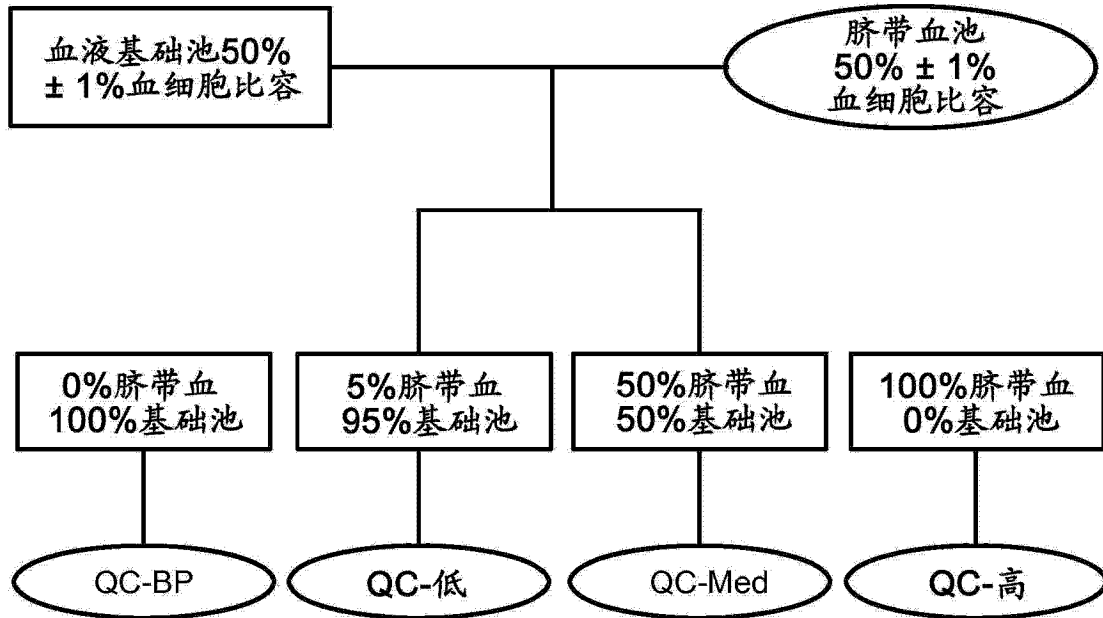 血液基础池50%
± 1%血细胞比容
脐带血池
50% ± 1%
血细胞比容
0%脐带血
100%基础池
5%脐带血
95%基础池
50%脐带血
50%基础池
100%脐带血
0%基础池
QC-BP
QC-低
QC-Med
QC-高